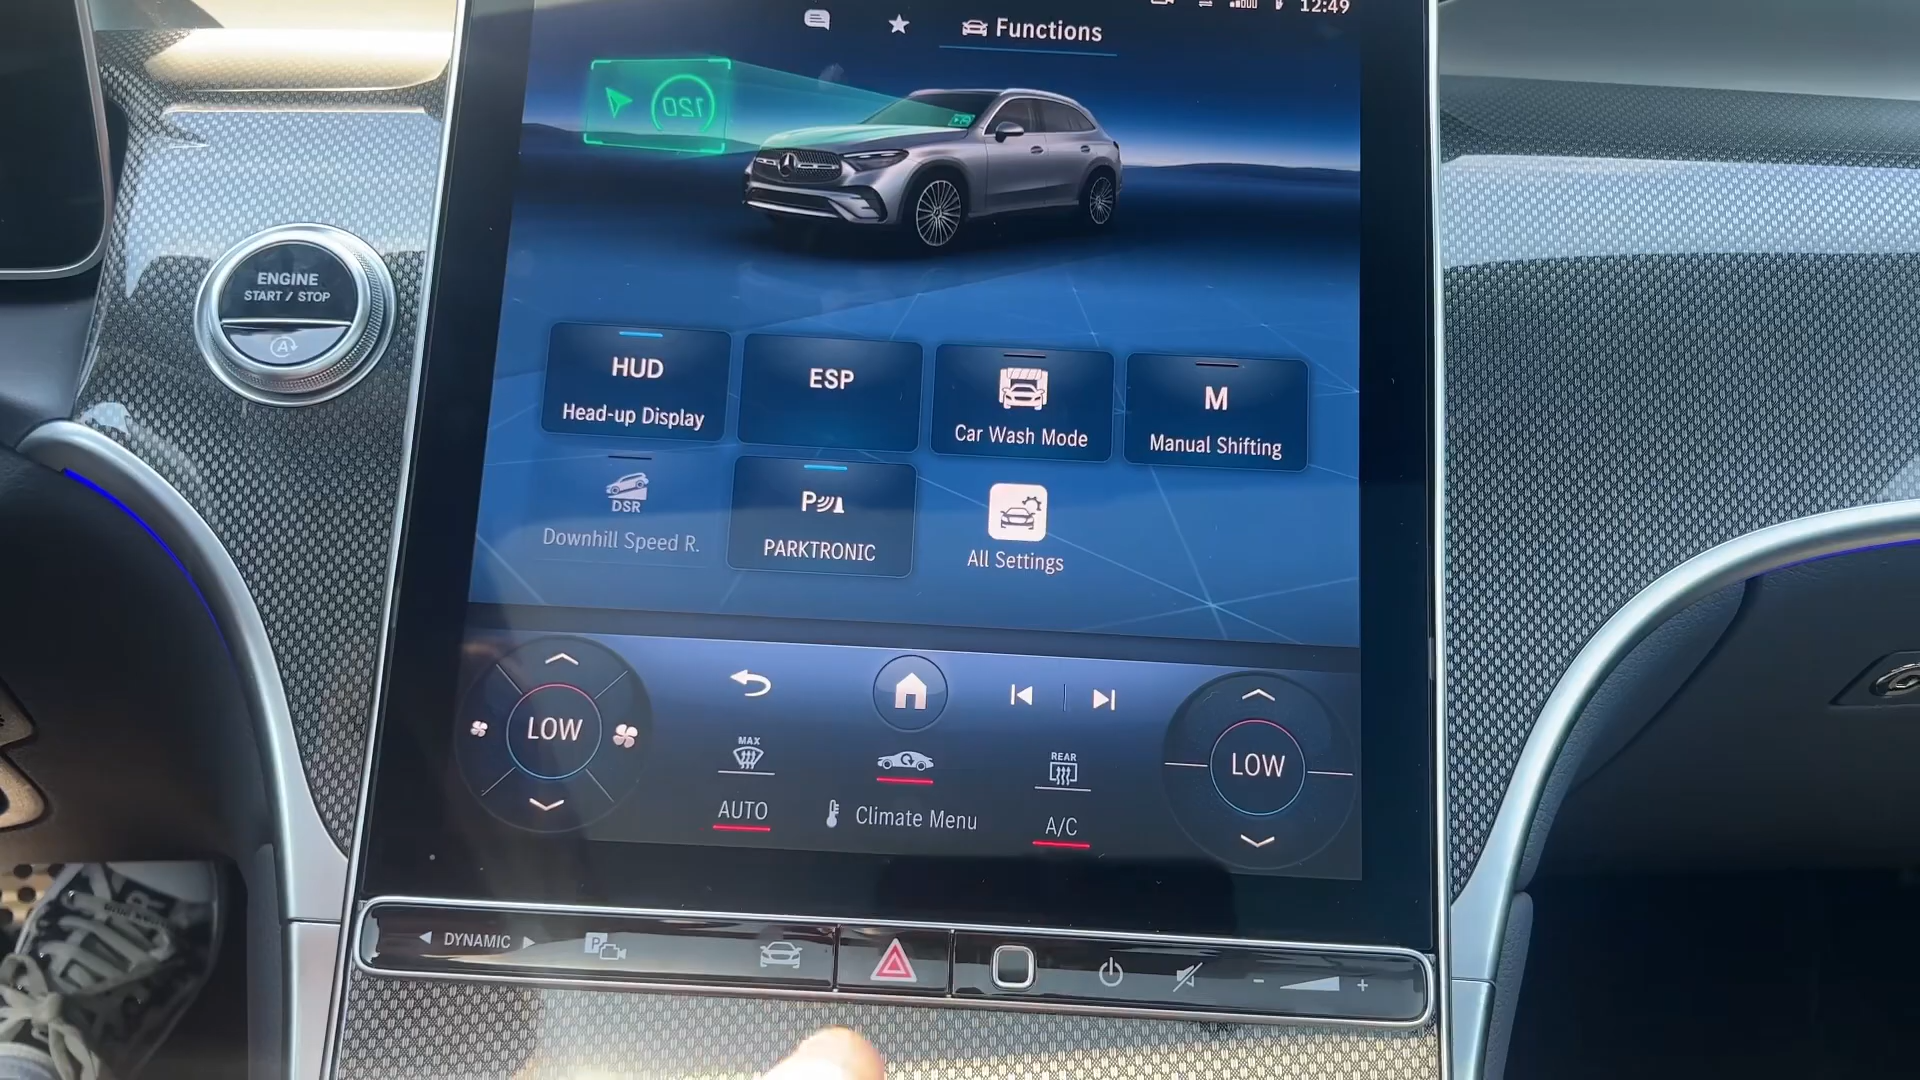 12:49
Functions
120
ENGINE
START / STOP
A
HUD
Head-up Display
ESP
Car Wash Mode
M
Manual Shifting
DSR
Downhill Speed R.
P
PARKTRONIC
All Settings
LOW
LOW
MAX
REAR
AUTO
Climate Menu
A/C
DYNAMIC
P
- +